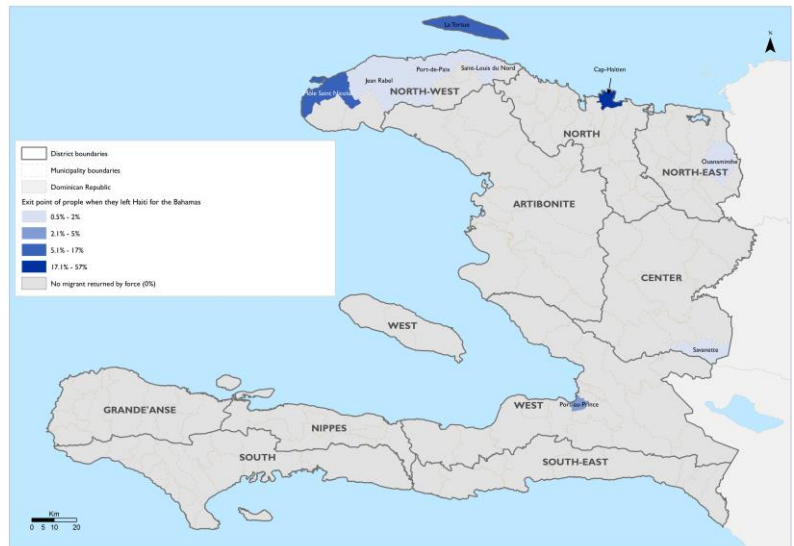 La Tortue
N
Cap-Haïtien
Port-de-Paix
Saint-Louis du Nord
Jean Rabel
Môle Saint Nicolas
NORTH-WEST
NORTH
Ouanaminthe
NORTH-EAST
District boundaries
Municipality boundaries
Dominican Republic
Exit point of prople when they left Haiti for the Bahamas
0.5% - 2%
2.1% - 5%
5.1% - 17%
17.1% - 57%
No migrant returned by force (0%)
ARTIBONITE
CENTER
WEST
Savanette
GRANDE'ANSE
WEST
Port-au-Prince
NIPPES
SOUTH
SOUTH-EAST
Km
0 5 10 20